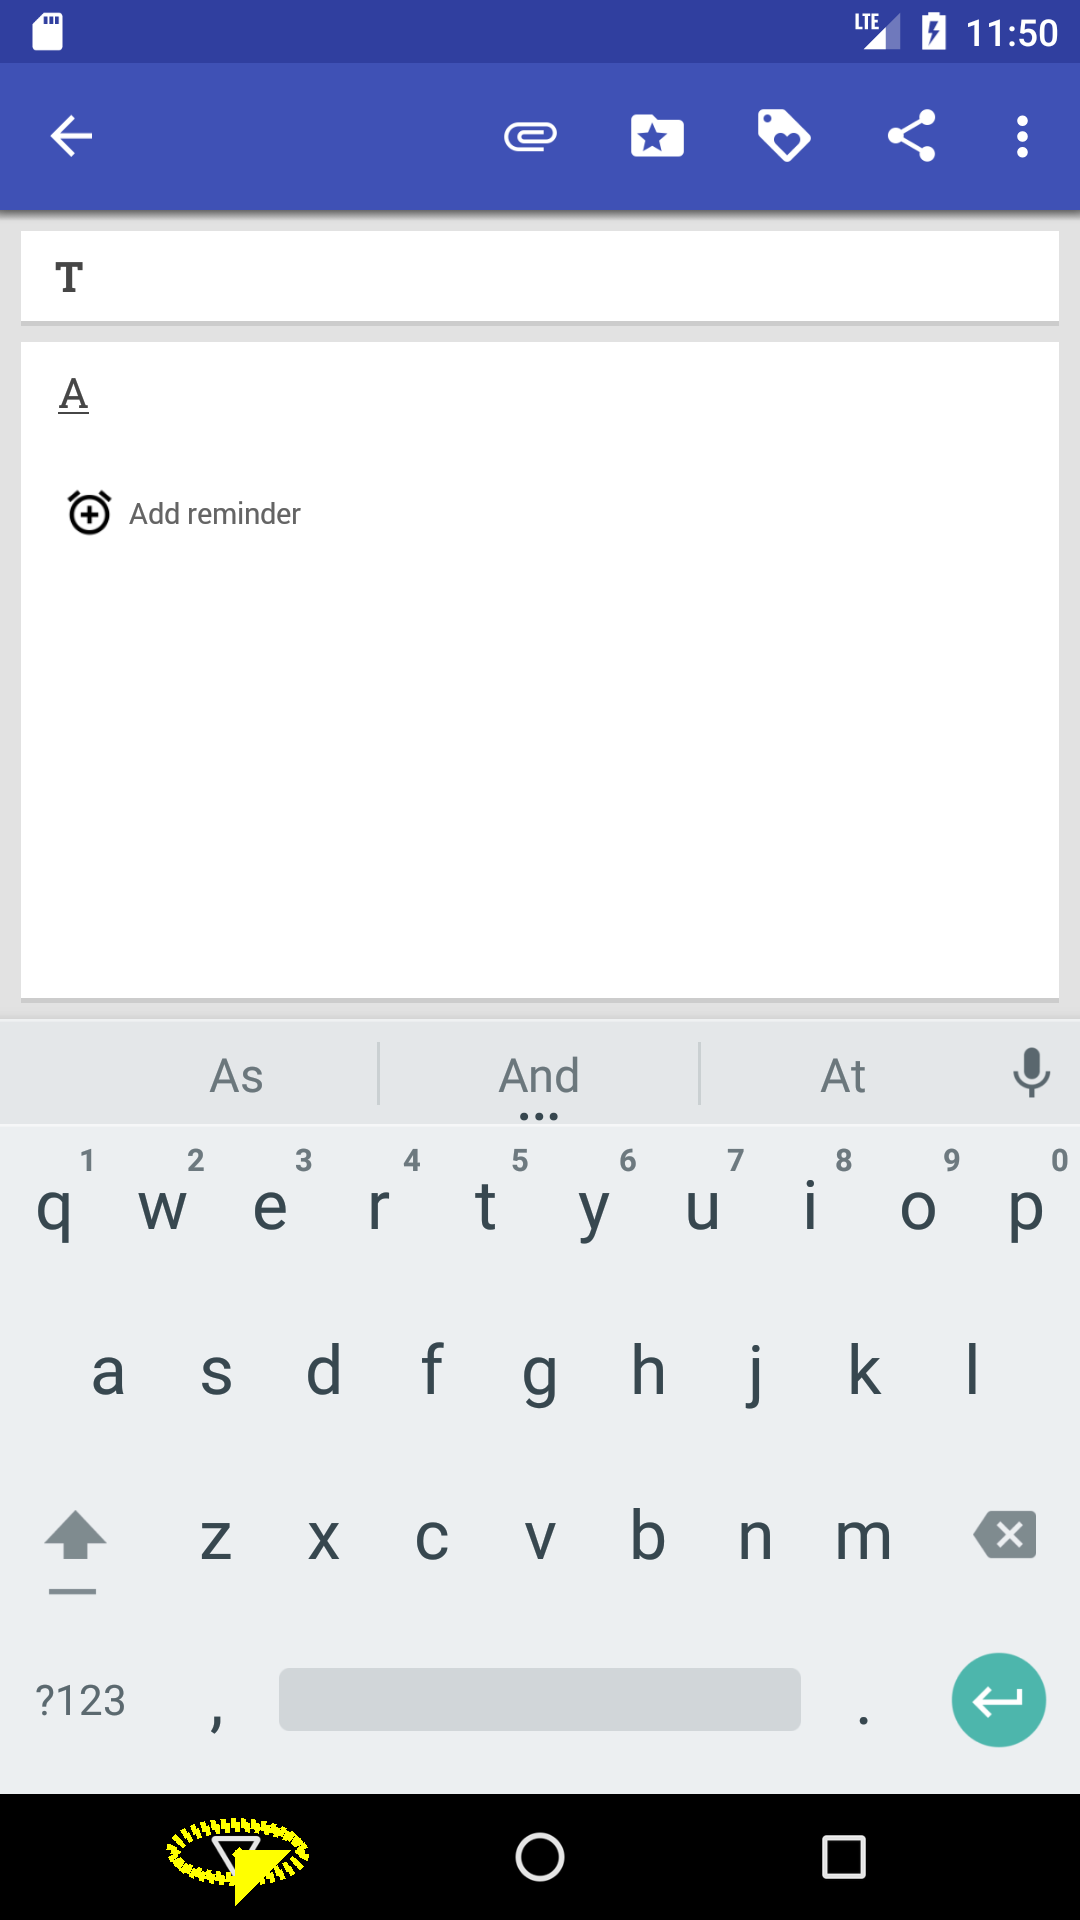 LTE 11:50
T
A
Add reminder
As And At
1 2 3 4 5 6 7 8 9 0
q w e r t y u i o p
a s d f g h j k l
z x c v b n m
?123 , .